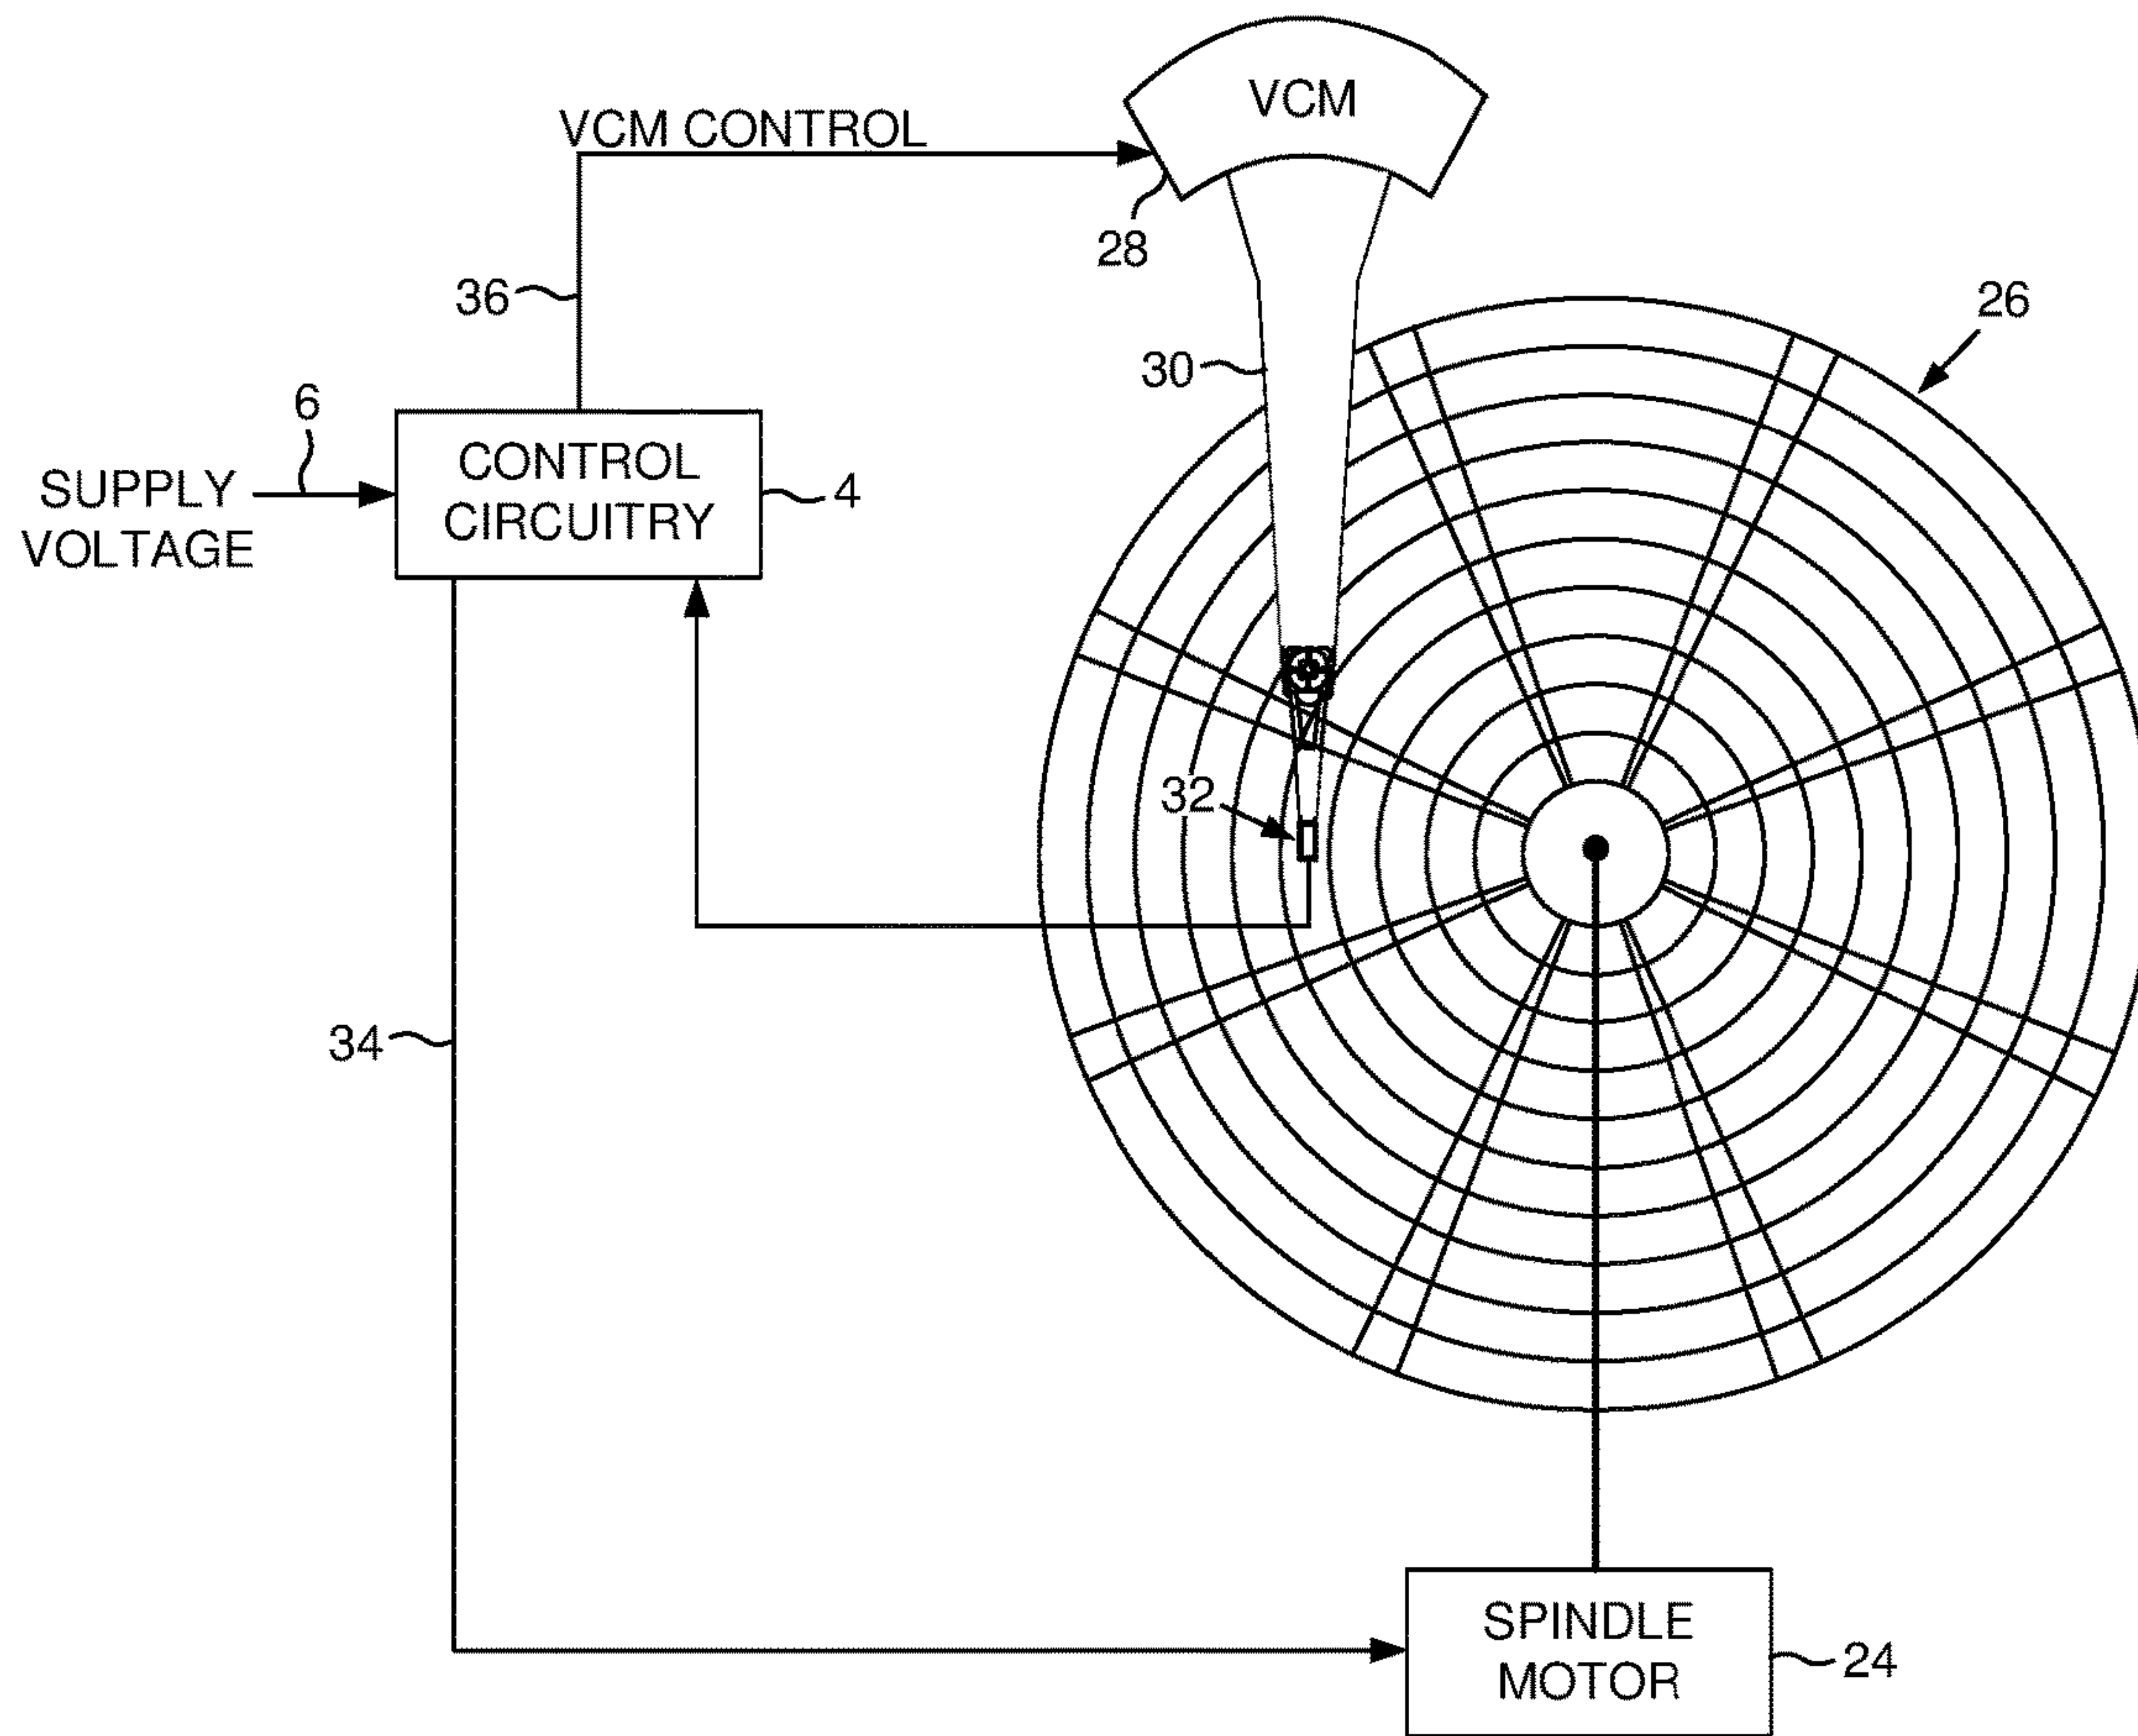 VCM
VCM CONTROL
28
36
26
30
6
CONTROL
CIRCUITRY
4
SUPPLY
VOLTAGE
32
34
SPINDLE
MOTOR
24